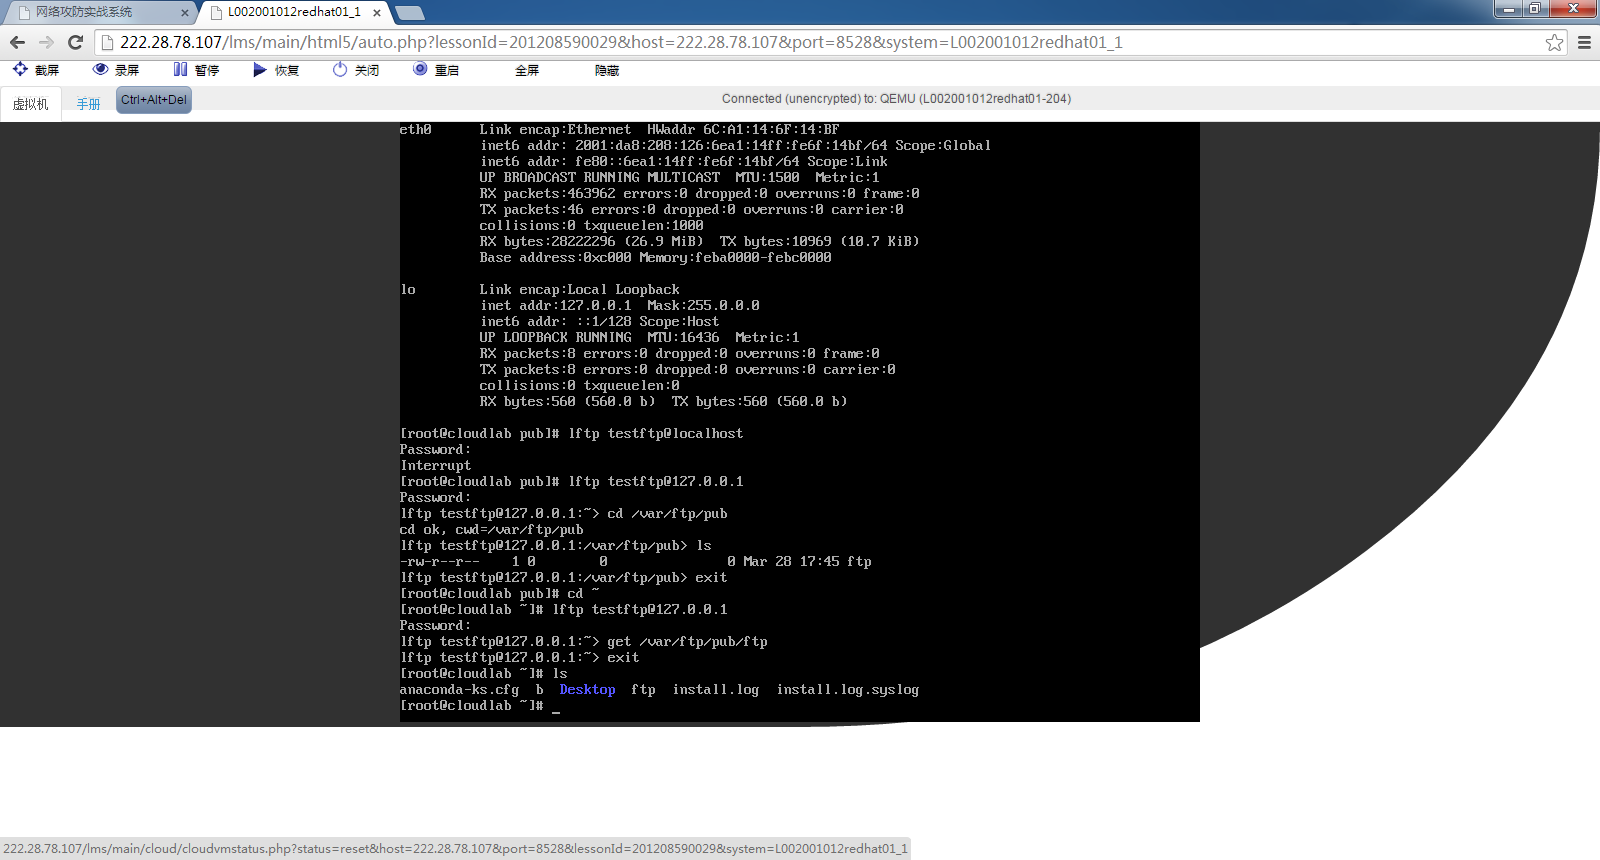 网络攻防实战系统
L002001012redhat01_1
222.28.78.107/lms/main/html5/auto.php?lessonId=201208590029&host=222.28.78.107&port=8528&system=L002001012redhat01_1
截屏 录屏 暂停 恢复 关闭 重启 全屏 隐藏
虚拟机 手册 Ctrl+Alt+Del Connected (unencrypted) to: QEMU (L002001012redhat01-204)
eth0 Link encap:Ethernet HWaddr 6C:A1:14:6F:14:BF
inet6 addr: 2001:da8:208:126:6ea1:14ff:fe6f:14bf/64 Scope:Global
inet6 addr: fe80::6ea1:14ff:fe6f:14bf/64 Scope:Link
UP BROADCAST RUNNING MULTICAST MTU:1500 Metric:1
RX packets:463962 errors:0 dropped:0 overruns:0 frame:0
TX packets:46 errors:0 dropped:0 overruns:0 carrier:0
collisions:0 txqueuelen:1000
RX bytes:28222296 (26.9 MiB) TX bytes:10969 (10.7 KiB)
Base address:0xc000 Memory:feba0000-febc0000
lo Link encap:Local Loopback
inet addr:127.0.0.1 Mask:255.0.0.0
inet6 addr: ::1/128 Scope:Host
UP LOOPBACK RUNNING MTU:16436 Metric:1
RX packets:8 errors:0 dropped:0 overruns:0 frame:0
TX packets:8 errors:0 dropped:0 overruns:0 carrier:0
collisions:0 txqueuelen:0
RX bytes:560 (560.0 b) TX bytes:560 (560.0 b)
[root@cloudlab pub]# lftp testftp@localhost
Password:
Interrupt
[root@cloudlab pub]# lftp testftp@127.0.0.1
Password:
lftp testftp@127.0.0.1:~> cd /var/ftp/pub
cd ok, cwd=/var/ftp/pub
lftp testftp@127.0.0.1:/var/ftp/pub> ls
-rw-r--r-- 1 0 0 0 Mar 28 17:45 ftp
lftp testftp@127.0.0.1:/var/ftp/pub> exit
[root@cloudlab pub]# cd ~
[root@cloudlab ~]# lftp testftp@127.0.0.1
Password:
lftp testftp@127.0.0.1:~> get /var/ftp/pub/ftp
lftp testftp@127.0.0.1:~> exit
[root@cloudlab ~]# ls
anaconda-ks.cfg b Desktop ftp install.log install.log.syslog
[root@cloudlab ~]# _
222.28.78.107/lms/main/cloud/cloudvmstatus.php?status=reset&host=222.28.78.107&port=8528&lessonId=201208590029&system=L002001012redhat01_1